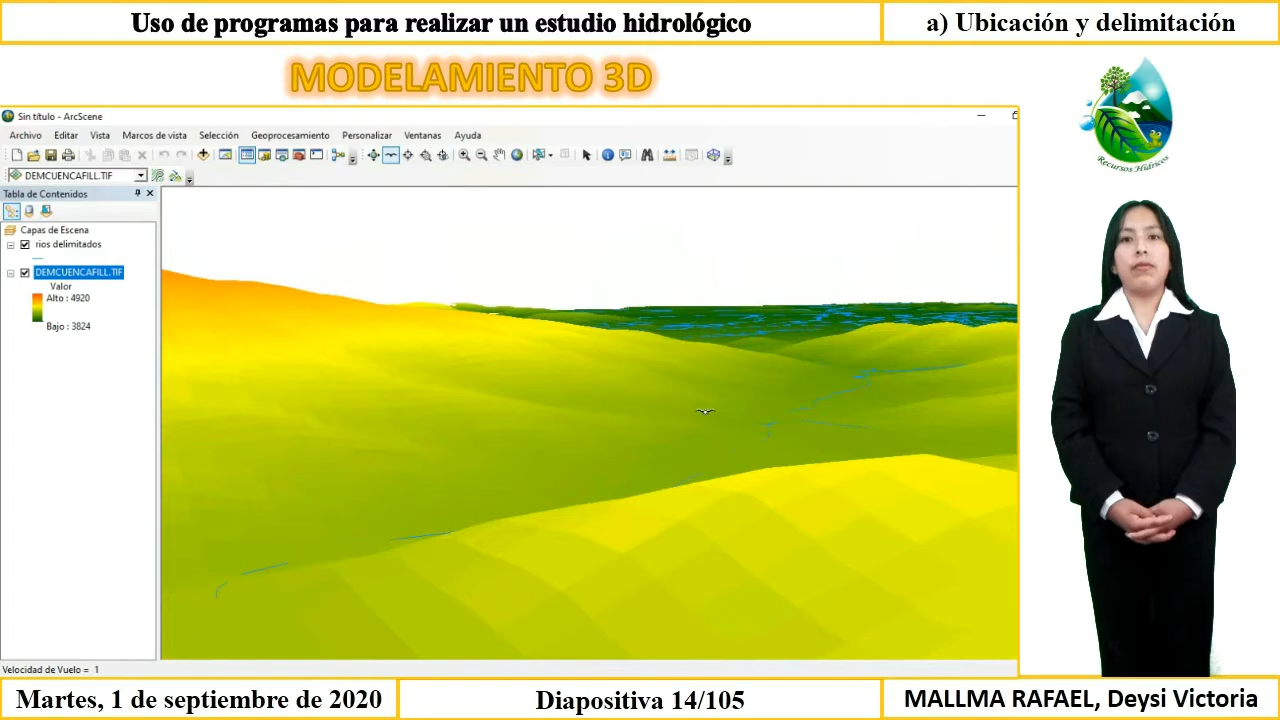 Uso de programas para realizar un estudio hidrológico
a) Ubicación y delimitación
MODELAMIENTO 3D
Recursos Hídricos
Sin título - ArcScene
Archivo Editar Vista Marcos de vista Selección Geoprocesamiento Personalizar Ventanas Ayuda
DEMCUENCAFILL.TIF
Tabla de Contenidos
Capas de Escena
rios delimitados
DEMCUENCAFILL.TIF
Valor
Alto : 4920
Bajo : 3824
Velocidad de Vuelo = 1
Martes, 1 de septiembre de 2020
Diapositiva 14/105
MALLMA RAFAEL, Deysi Victoria